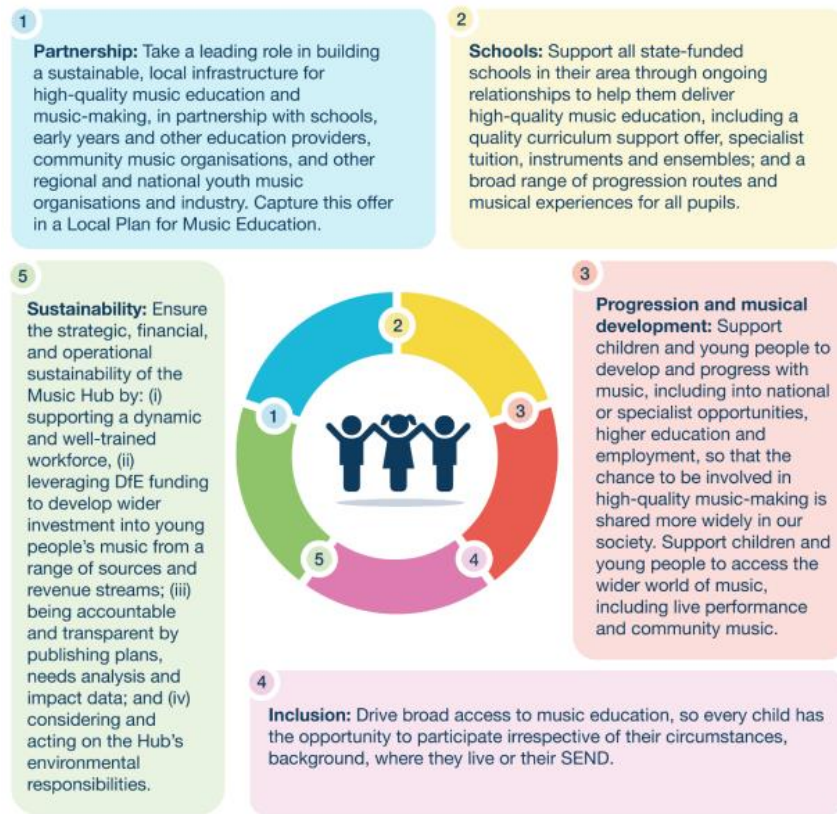 1
Partnership: Take a leading role in building
a sustainable, local infrastructure for
high-quality music education and
music-making, in partnership with schools,
early years and other education providers,
community music organisations, and other
regional and national youth music
organisations and industry. Capture this offer
in a Local Plan for Music Education.
2
Schools: Support all state-funded
schools in their area through ongoing
relationships to help them deliver
high-quality music education, including a
quality curriculum support offer, specialist
tuition, instruments and ensembles; and a
broad range of progression routes and
musical experiences for all pupils.
3
Progression and musical
development: Support
children and young people to
develop and progress with
music, including into national
or specialist opportunities,
higher education and
employment, so that the
chance to be involved in
high-quality music-making is
shared more widely in our
society. Support children and
young people to access the
wider world of music,
including live performance
and community music.
4
Inclusion: Drive broad access to music education, so every child has
the opportunity to participate irrespective of their circumstances,
background, where they live or their SEND.
5
Sustainability: Ensure
the strategic, financial,
and operational
sustainability of the
Music Hub by: (i)
supporting a dynamic
and well-trained
workforce, (ii)
leveraging DfE funding
to develop wider
investment into young
people's music from a
range of sources and
revenue streams; (iii)
being accountable
and transparent by
publishing plans,
needs analysis and
impact data; and (iv)
considering and
acting on the Hub's
environmental
responsibilities.
1
2
3
4
5